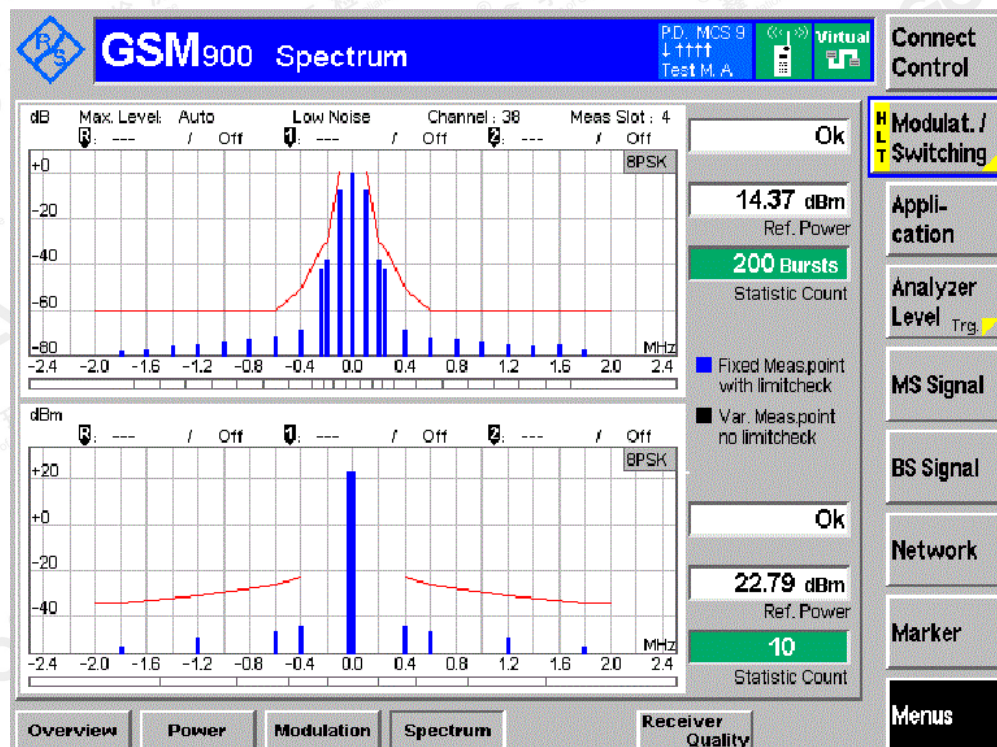 R&S
GSM900 Spectrum
P.D. MCS 9
↓ ↑↑↑↑
Test M. A.
Virtual
Connect
Control
dB Max. Level: Auto Low Noise Channel : 38 Meas Slot : 4
R: --- / Off 1: --- / Off 2: --- / Off
8PSK
+0
-20
-40
-60
-80
MHz
-2.4 -2.0 -1.6 -1.2 -0.8 -0.4 0.0 0.4 0.8 1.2 1.6 2.0 2.4
Ok
14.37 dBm
Ref. Power
200 Bursts
Statistic Count
Fixed Meas.point
with limitcheck
Var. Meas.point
no limitcheck
dBm
R: --- / Off 1: --- / Off 2: --- / Off
8PSK
+20
+0
-20
-40
MHz
-2.4 -2.0 -1.6 -1.2 -0.8 -0.4 0.0 0.4 0.8 1.2 1.6 2.0 2.4
Ok
22.79 dBm
Ref. Power
10
Statistic Count
HLT
Modulat. /
Switching
Appli-
cation
Analyzer
Level Trg.
MS Signal
BS Signal
Network
Marker
Menus
Overview
Power
Modulation
Spectrum
Receiver
Quality